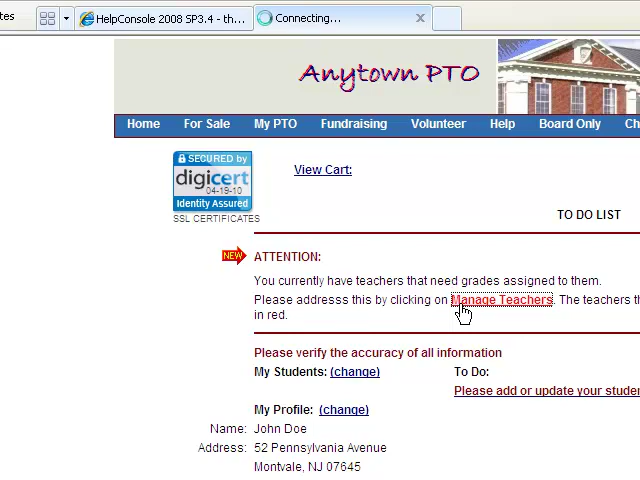 tes
HelpConsole 2008 SP3.4 - th...
Connecting...
Anytown PTO
Home For Sale My PTO Fundraising Volunteer Help Board Only Ch
SECURED by
digicert
04-19-10
Identity Assured
SSL CERTIFICATES
View Cart:
TO DO LIST
NEW
ATTENTION:
You currently have teachers that need grades assigned to them.
Please addresss this by clicking on Manage Teachers. The teachers th
in red.
Please verify the accuracy of all information
My Students: (change) To Do:
Please add or update your studen
My Profile: (change)
Name: John Doe
Address: 52 Pennsylvania Avenue
Montvale, NJ 07645